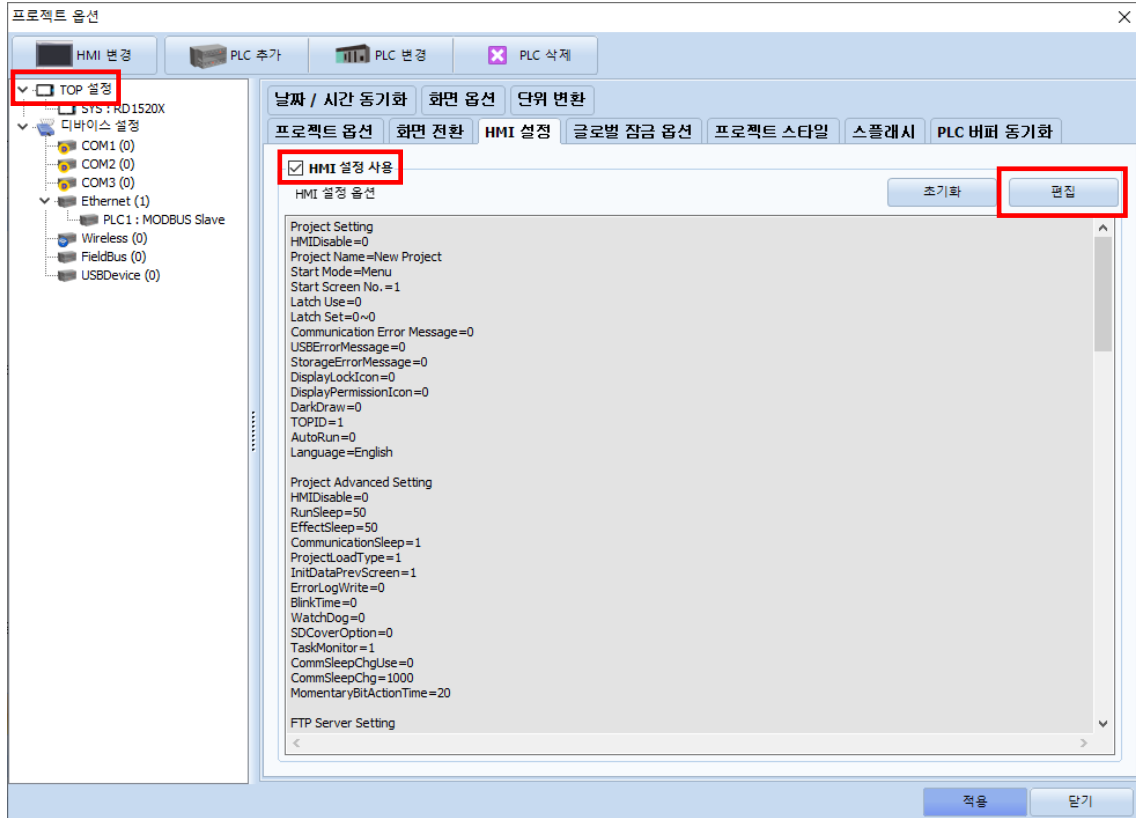 프로젝트 옵션
HMI 변경
PLC 추가
PLC 변경
PLC 삭제
TOP 설정
SYS : RD1520X
디바이스 설정
COM1 (0)
COM2 (0)
COM3 (0)
Ethernet (1)
PLC1 : MODBUS Slave
Wireless (0)
FieldBus (0)
USBDevice (0)
날짜 / 시간 동기화
화면 옵션
단위 변환
프로젝트 옵션
화면 전환
HMI 설정
글로벌 잠금 옵션
프로젝트 스타일
스플래시
PLC 버퍼 동기화
HMI 설정 사용
HMI 설정 옵션
초기화
편집
Project Setting
HMIDisable=0
Project Name=New Project
Start Mode=Menu
Start Screen No.=1
Latch Use=0
Latch Set=0~0
Communication Error Message=0
USBErrorMessage=0
StorageErrorMessage=0
DisplayLockIcon=0
DisplayPermissionIcon=0
DarkDraw=0
TOPID=1
AutoRun=0
Language=English
Project Advanced Setting
HMIDisable=0
RunSleep=50
EffectSleep=50
CommunicationSleep=1
ProjectLoadType=1
InitDataPrevScreen=1
ErrorLogWrite=0
BlinkTime=0
WatchDog=0
SDCoverOption=0
TaskMonitor=1
CommSleepChgUse=0
CommSleepChg=1000
MomentaryBitActionTime=20
FTP Server Setting
적용
닫기